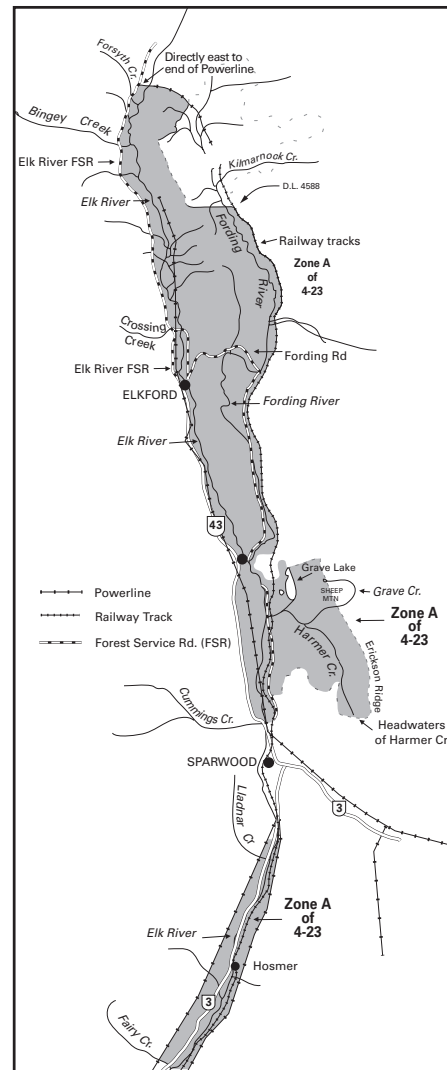 Forsyth Cr.
Directly east to
end of Powerline
Bingey Creek
Elk River FSR
Kilmarnock Cr.
D.L. 4588
Elk River
Fording
River
Railway tracks
Zone A
of
4-23
Crossing
Creek
Fording Rd
Elk River FSR
ELKFORD
Fording River
Elk River
43
Grave Lake
SHEEP
MTN
Grave Cr.
Powerline
Railway Track
Forest Service Rd. (FSR)
Zone A
of
4-23
Harmer Cr.
Erickson Ridge
Headwaters
of Harmer Cr
Cummings Cr.
SPARWOOD
3
Lladnar Cr
Zone A
of
4-23
Elk River
Hosmer
3
Fairy Cr.